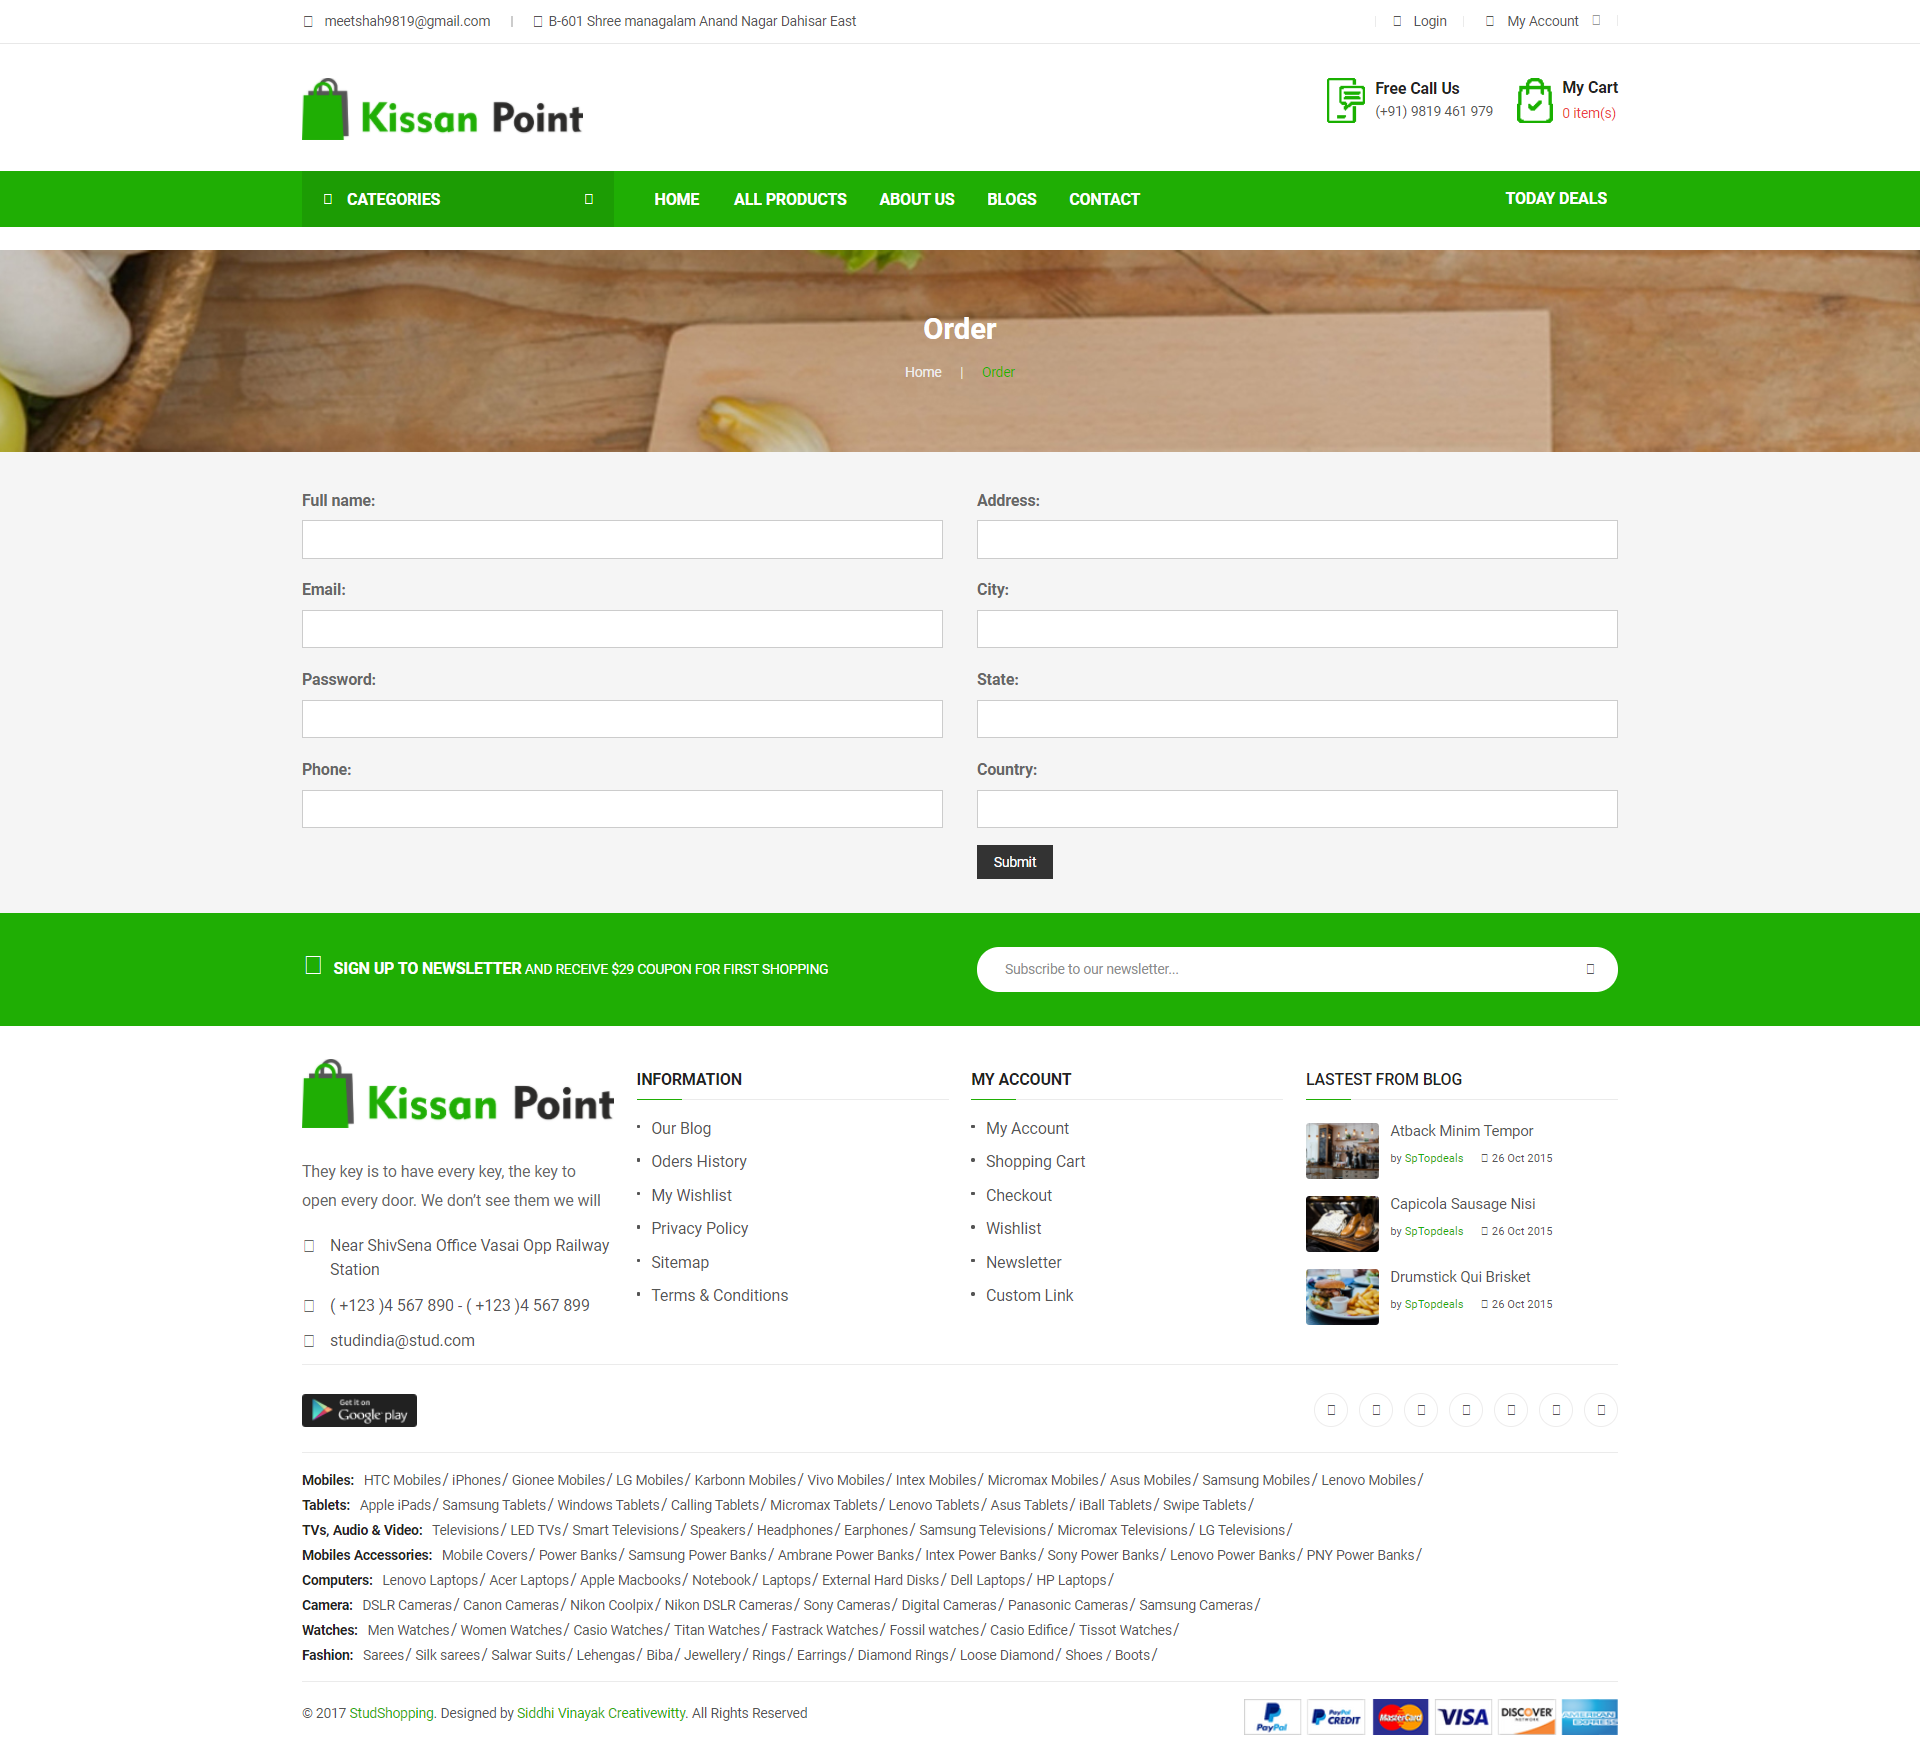 meetshah9819@gmail.com | B-601 Shree managalam Anand Nagar Dahisar East
Login My Account
Kissan Point
Free Call Us
(+91) 9819 461 979
My Cart
0 item(s)
CATEGORIES
HOME ALL PRODUCTS ABOUT US BLOGS CONTACT
TODAY DEALS
Order
Home | Order
Full name:
Address:
Email:
City:
Password:
State:
Phone:
Country:
Submit
SIGN UP TO NEWSLETTER AND RECEIVE $29 COUPON FOR FIRST SHOPPING
Subscribe to our newsletter...
Kissan Point
They key is to have every key, the key to
open every door. We don’t see them we will
Near ShivSena Office Vasai Opp Railway
Station
( +123 )4 567 890 - ( +123 )4 567 899
studindia@stud.com
INFORMATION
Our Blog
Oders History
My Wishlist
Privacy Policy
Sitemap
Terms & Conditions
MY ACCOUNT
My Account
Shopping Cart
Checkout
Wishlist
Newsletter
Custom Link
LASTEST FROM BLOG
Atback Minim Tempor
by SpTopdeals 26 Oct 2015
Capicola Sausage Nisi
by SpTopdeals 26 Oct 2015
Drumstick Qui Brisket
by SpTopdeals 26 Oct 2015
Get it on
Google play
Mobiles: HTC Mobiles/ iPhones/ Gionee Mobiles/ LG Mobiles/ Karbonn Mobiles/ Vivo Mobiles/ Intex Mobiles/ Micromax Mobiles/ Asus Mobiles/ Samsung Mobiles/ Lenovo Mobiles/
Tablets: Apple iPads/ Samsung Tablets/ Windows Tablets/ Calling Tablets/ Micromax Tablets/ Lenovo Tablets/ Asus Tablets/ iBall Tablets/ Swipe Tablets/
TVs, Audio & Video: Televisions/ LED TVs/ Smart Televisions/ Speakers/ Headphones/ Earphones/ Samsung Televisions/ Micromax Televisions/ LG Televisions/
Mobiles Accessories: Mobile Covers/ Power Banks/ Samsung Power Banks/ Ambrane Power Banks/ Intex Power Banks/ Sony Power Banks/ Lenovo Power Banks/ PNY Power Banks/
Computers: Lenovo Laptops/ Acer Laptops/ Apple Macbooks/ Notebook/ Laptops/ External Hard Disks/ Dell Laptops/ HP Laptops/
Camera: DSLR Cameras/ Canon Cameras/ Nikon Coolpix/ Nikon DSLR Cameras/ Sony Cameras/ Digital Cameras/ Panasonic Cameras/ Samsung Cameras/
Watches: Men Watches/ Women Watches/ Casio Watches/ Titan Watches/ Fastrack Watches/ Fossil watches/ Casio Edifice/ Tissot Watches/
Fashion: Sarees/ Silk sarees/ Salwar Suits/ Lehengas/ Biba/ Jewellery/ Rings/ Earrings/ Diamond Rings/ Loose Diamond/ Shoes / Boots/
© 2017 StudShopping. Designed by Siddhi Vinayak Creativewitty. All Rights Reserved
PayPal PayPal CREDIT MasterCard VISA DISCOVER NETWORK AMERICAN EXPRESS